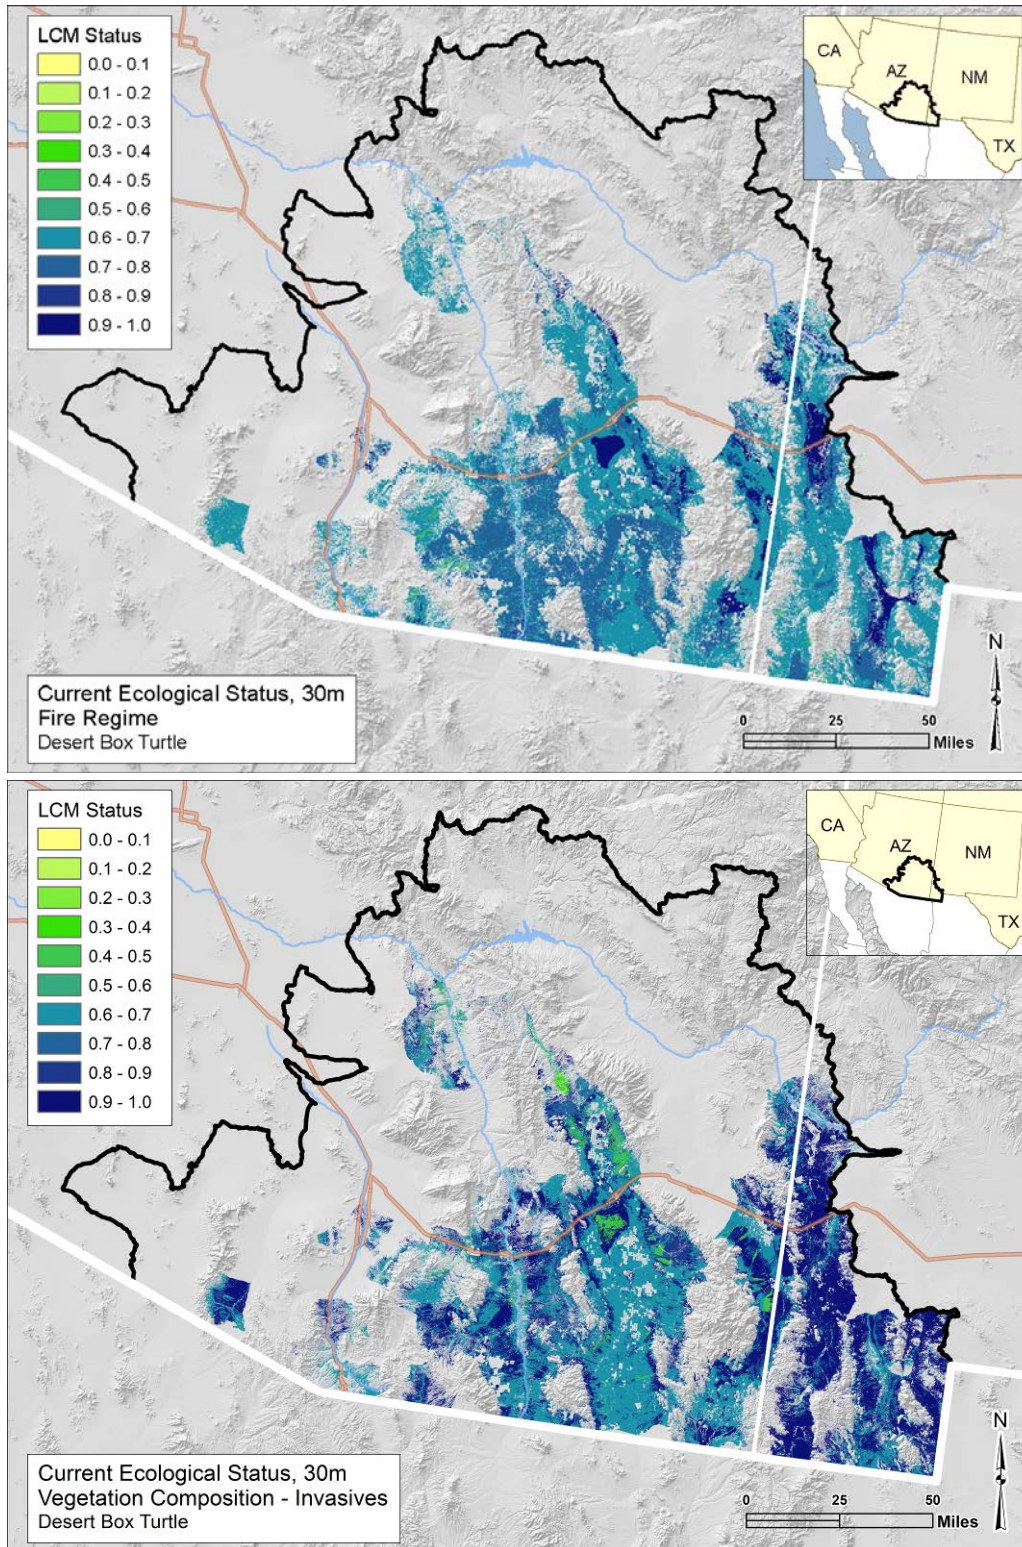 LCM Status
0.0 - 0.1
0.1 - 0.2
0.2 - 0.3
0.3 - 0.4
0.4 - 0.5
0.5 - 0.6
0.6 - 0.7
0.7 - 0.8
0.8 - 0.9
0.9 - 1.0
CA
AZ
NM
TX
Current Ecological Status, 30m
Fire Regime
Desert Box Turtle
N
0 25 50
Miles
LCM Status
0.0 - 0.1
0.1 - 0.2
0.2 - 0.3
0.3 - 0.4
0.4 - 0.5
0.5 - 0.6
0.6 - 0.7
0.7 - 0.8
0.8 - 0.9
0.9 - 1.0
CA
AZ
NM
TX
Current Ecological Status, 30m
Vegetation Composition - Invasives
Desert Box Turtle
N
0 25 50
Miles